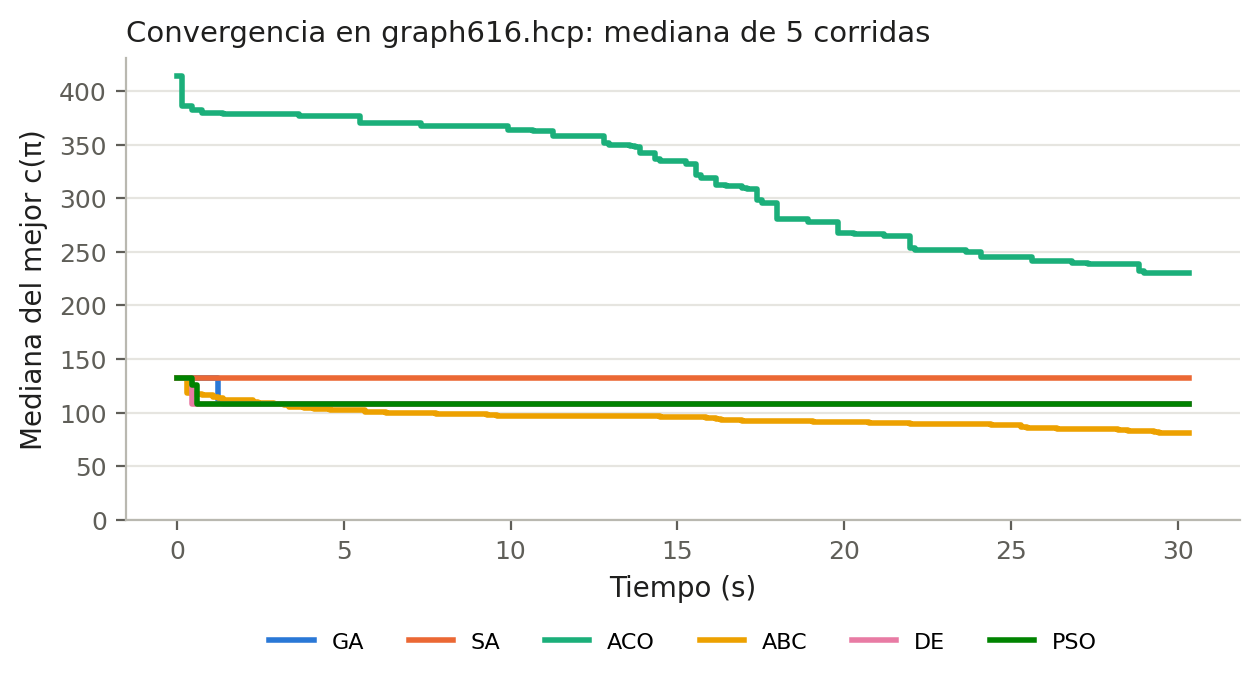 Convergencia en graph616.hcp: mediana de 5 corridas
Mediana del mejor c(π)
400
350
300
250
200
150
100
50
0
0 5 10 15 20 25 30
Tiempo (s)
GA SA ACO ABC DE PSO